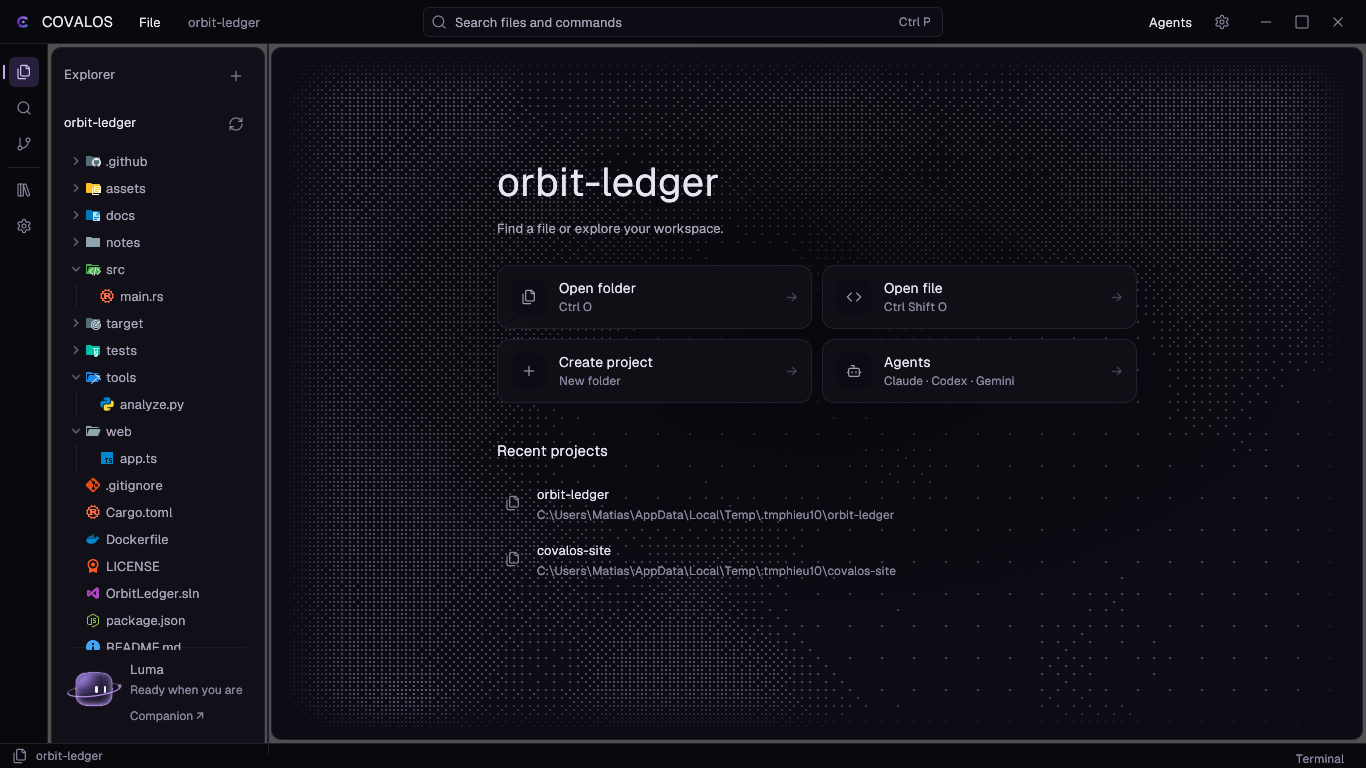 COVALOS
File
orbit-ledger
Search files and commands
Ctrl P
Agents
Explorer
orbit-ledger
.github
assets
docs
notes
src
main.rs
target
tests
tools
analyze.py
web
app.ts
.gitignore
Cargo.toml
Dockerfile
LICENSE
OrbitLedger.sln
package.json
README.md
Luma
Ready when you are
Companion ↗
orbit-ledger
Find a file or explore your workspace.
Open folder
Ctrl O
Open file
Ctrl Shift O
Create project
New folder
Agents
Claude · Codex · Gemini
Recent projects
orbit-ledger
C:\Users\Matias\AppData\Local\Temp\.tmphieu10\orbit-ledger
covalos-site
C:\Users\Matias\AppData\Local\Temp\.tmphieu10\covalos-site
orbit-ledger
Terminal